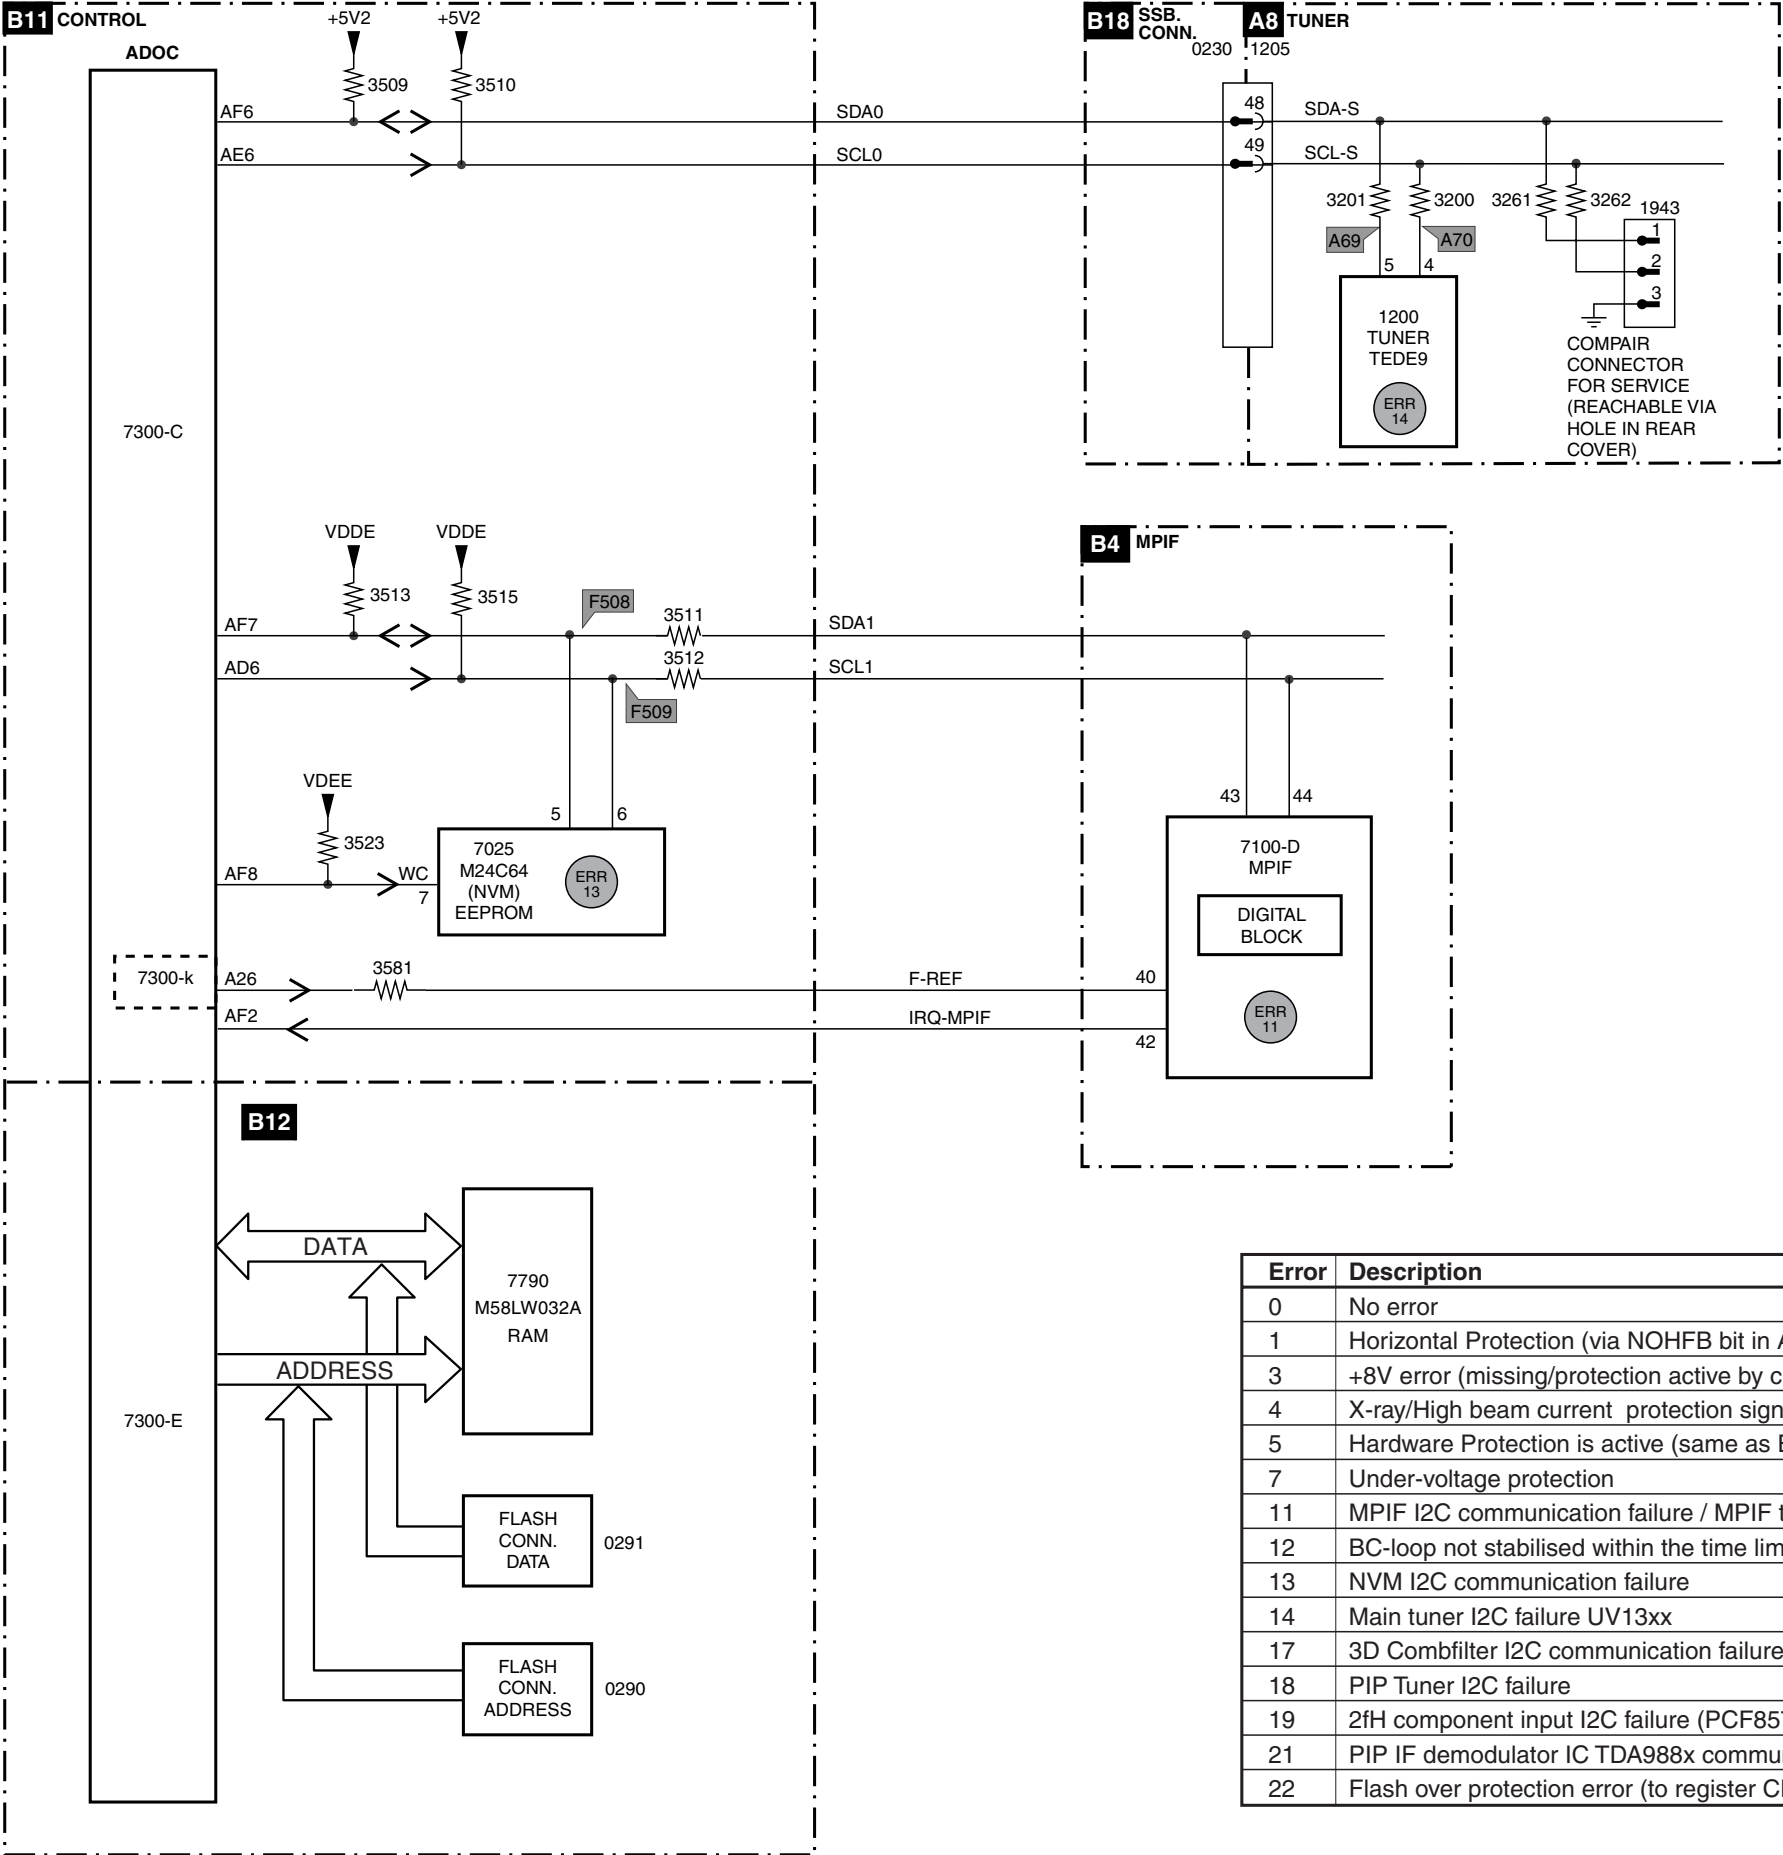 B11 CONTROL
ADOC
+5V2
+5V2
3509
3510
AF6
SDA0
AE6
SCL0
B18 SSB.
CONN.
A8 TUNER
0230
1205
48
SDA-S
49
SCL-S
3201
3200
3261
3262
1943
A69
A70
5
4
1
2
3
1200
TUNER
TEDE9
ERR
14
COMPAIR
CONNECTOR
FOR SERVICE
(REACHABLE VIA
HOLE IN REAR
COVER)
7300-C
VDDE
VDDE
3513
3515
F508
3511
AF7
SDA1
3512
AD6
SCL1
F509
B4 MPIF
43
44
7100-D
MPIF
DIGITAL
BLOCK
ERR
11
VDEE
3523
AF8
WC
7
5
6
7025
M24C64
(NVM)
EEPROM
ERR
13
7300-k
A26
3581
F-REF
40
AF2
IRQ-MPIF
42
B12
DATA
ADDRESS
7790
M58LW032A
RAM
7300-E
FLASH
CONN.
DATA
0291
FLASH
CONN.
ADDRESS
0290
Error Description
0 No error
1 Horizontal Protection (via NOHFB bit in
3 +8V error (missing/protection active by c
4 X-ray/High beam current protection sign
5 Hardware Protection is active (same as
7 Under-voltage protection
11 MPIF I2C communication failure / MPIF t
12 BC-loop not stabilised within the time lim
13 NVM I2C communication failure
14 Main tuner I2C failure UV13xx
17 3D Combfilter I2C communication failure
18 PIP Tuner I2C failure
19 2fH component input I2C failure (PCF85
21 PIP IF demodulator IC TDA988x commu
22 Flash over protection error (to register C